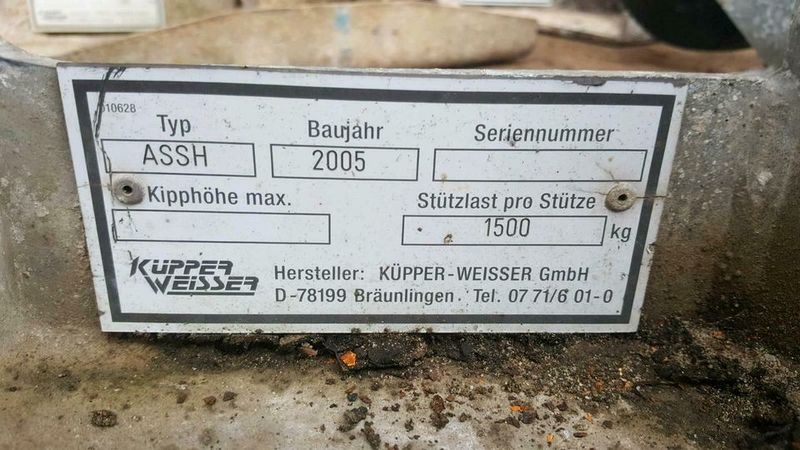 010628
Typ Baujahr Seriennummer
ASSH 2005
Kipphöhe max. Stützlast pro Stütze
1500 kg
KÜPPER WEISSER
Hersteller: KÜPPER-WEISSER GmbH
D-78199 Bräunlingen. Tel. 07 71/6 01-0